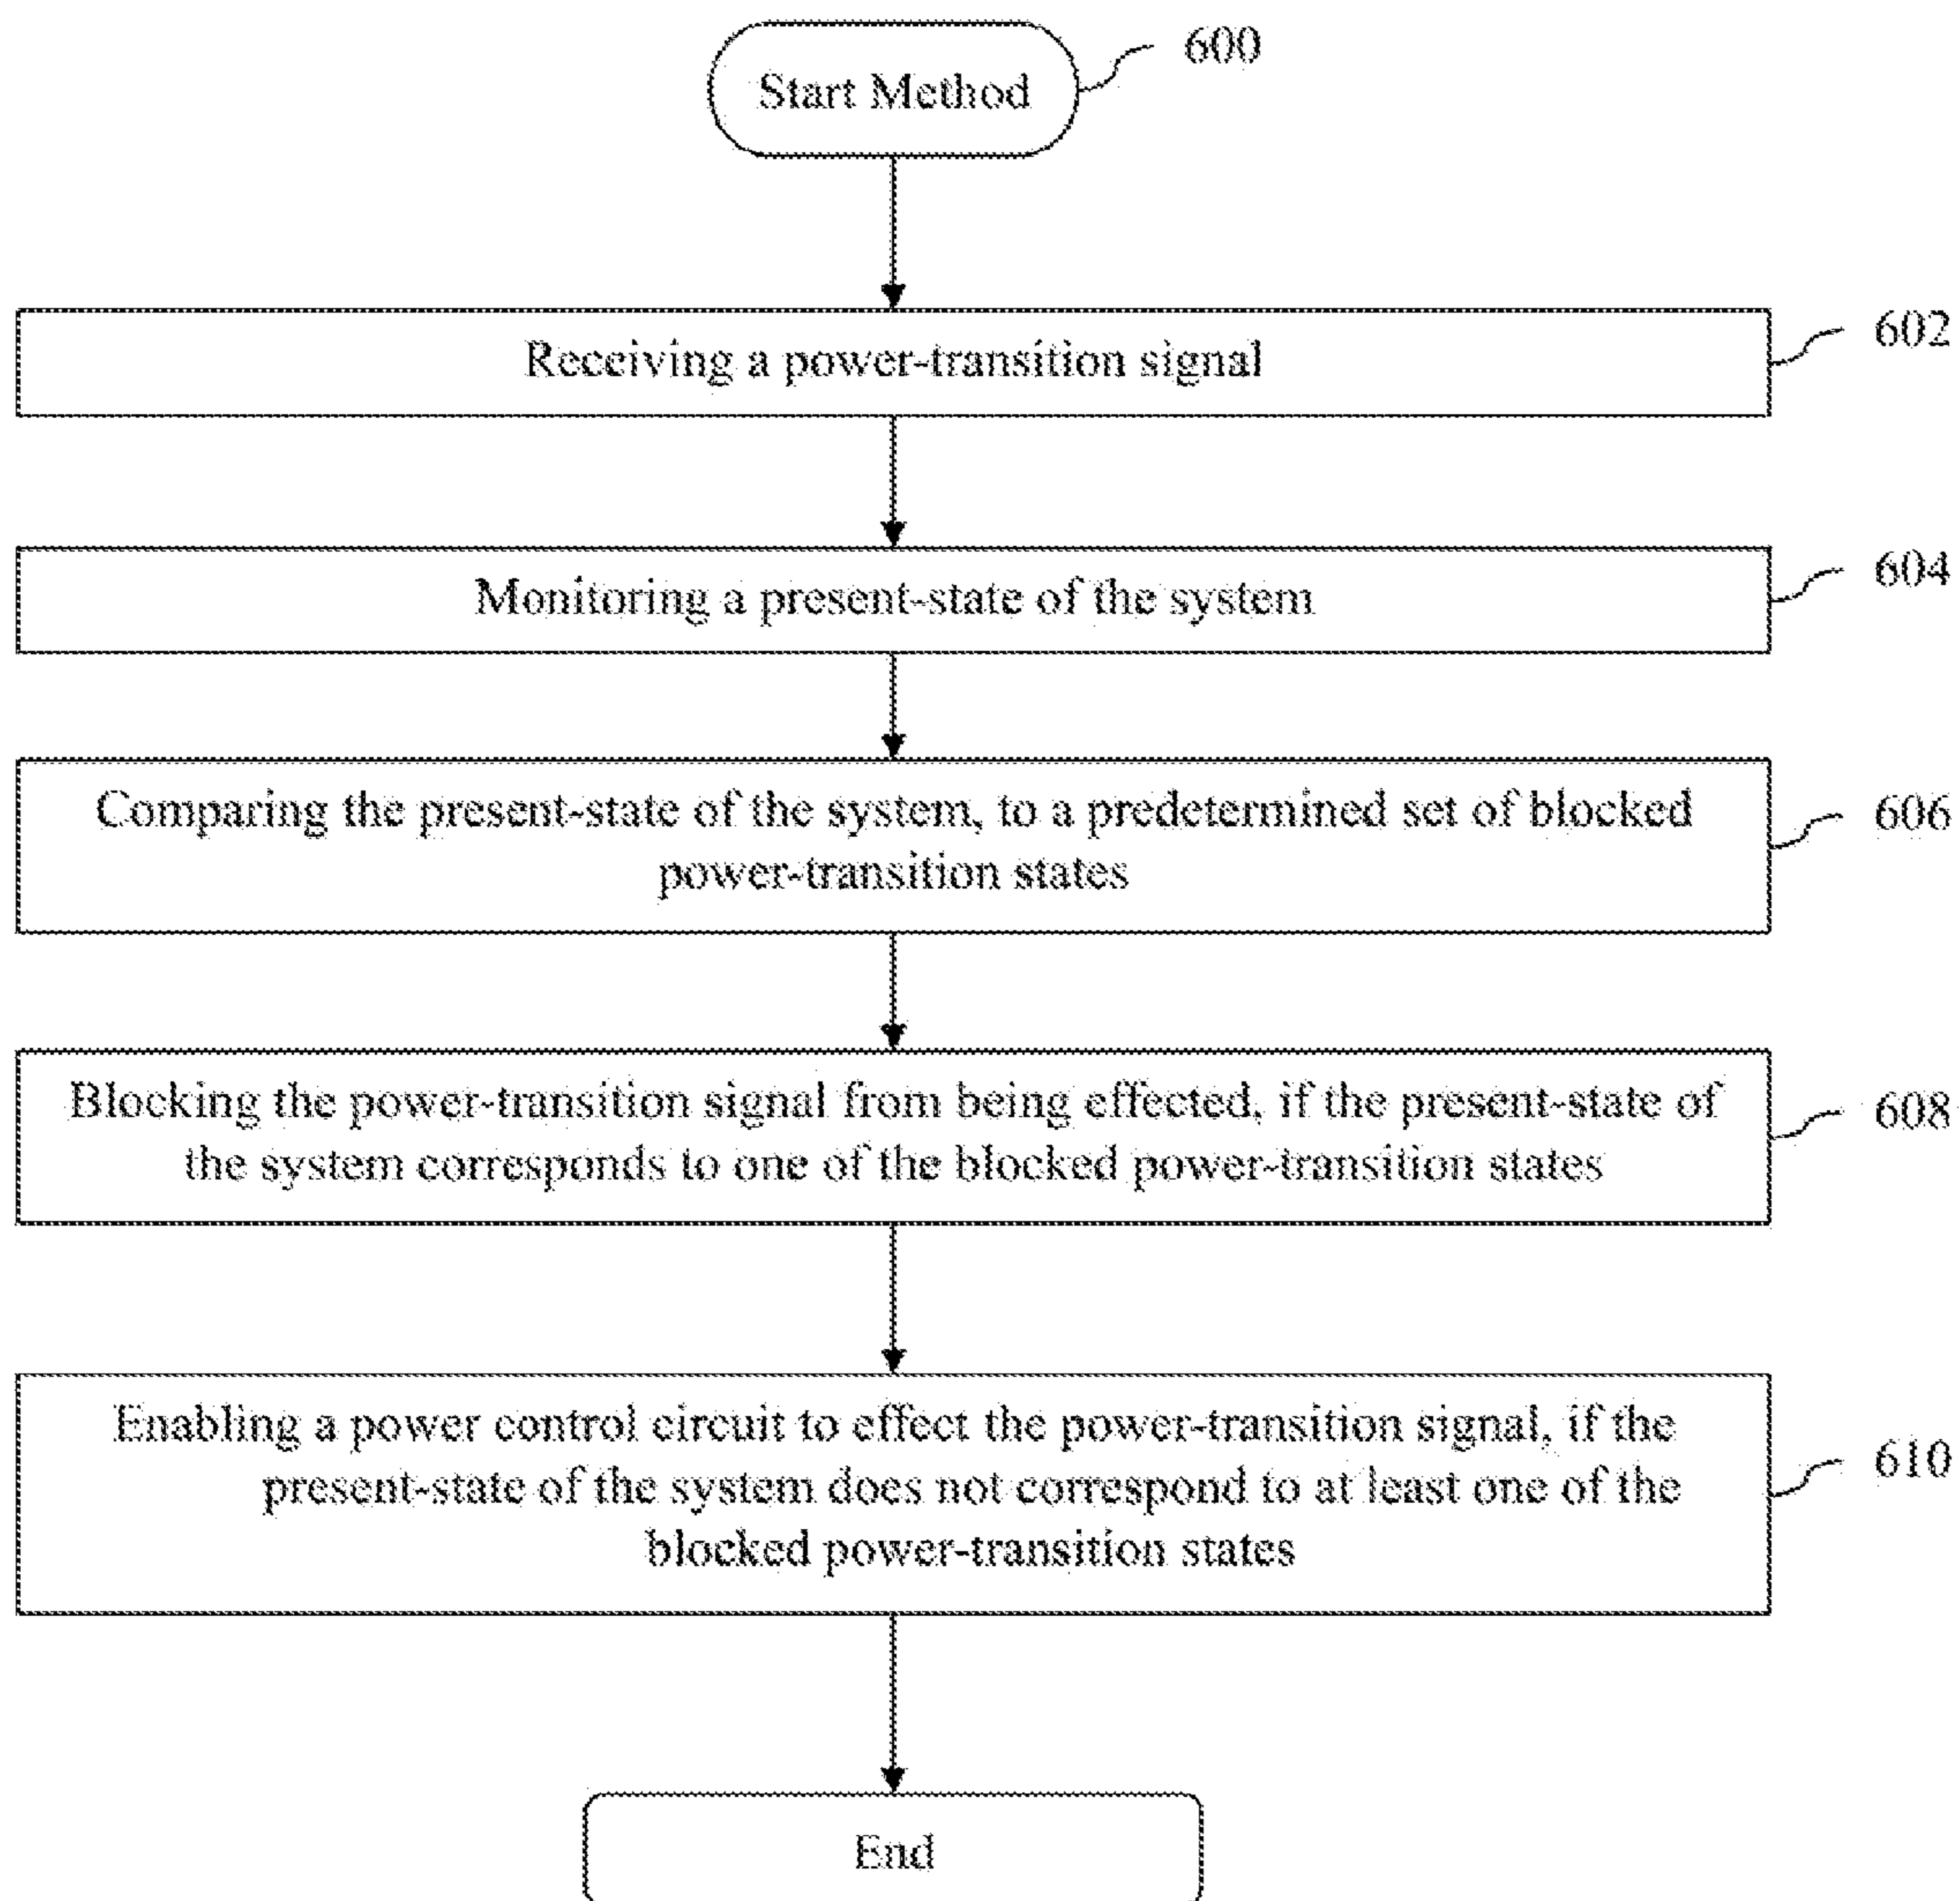 600
Start Method
602
Receiving a power-transition signal
604
Monitoring a present-state of the system
606
Comparing the present-state of the system, to a predetermined set of blocked
power-transition states
608
Blocking the power-transition signal from being effected, if the present-state of
the system corresponds to one of the blocked power-transition states
610
Enabling a power control circuit to effect the power-transition signal, if the
present-state of the system does not correspond to at least one of the
blocked power-transition states
End